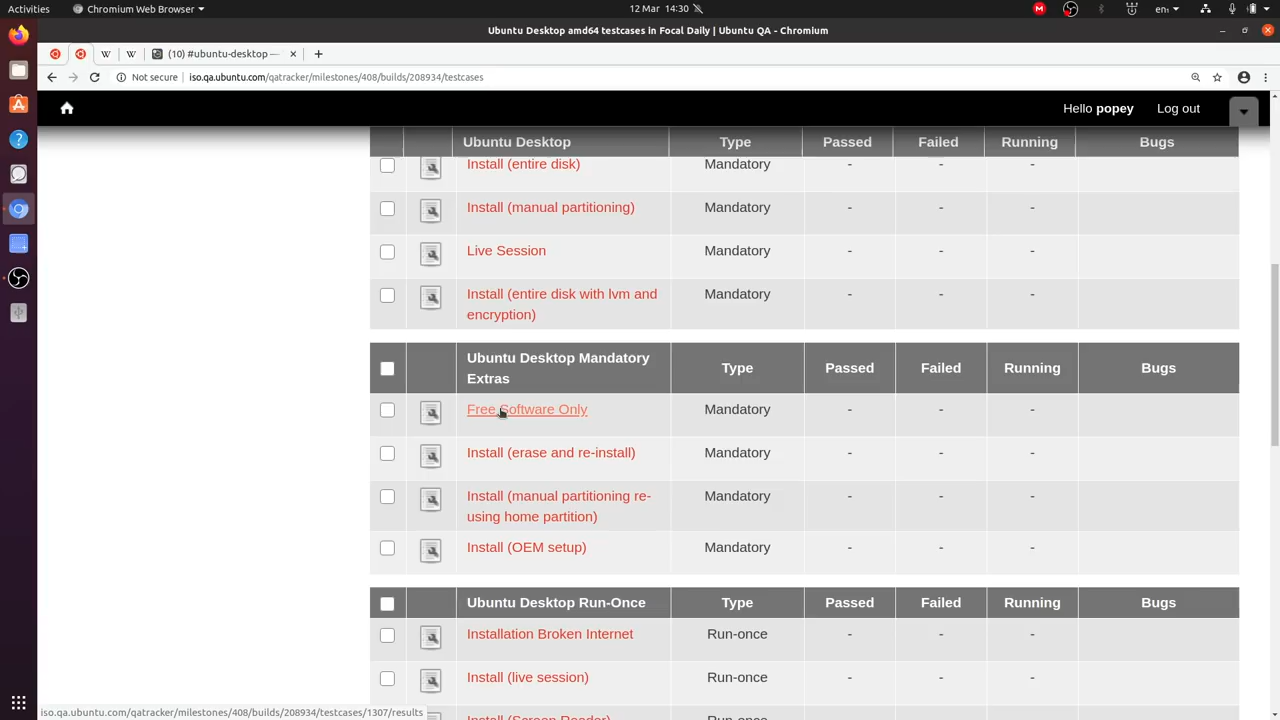 Activities
Chromium Web Browser
12 Mar 14:30
M
en
Ubuntu Desktop amd64 testcases in Focal Daily | Ubuntu QA - Chromium
W
W
(10) #ubuntu-desktop —
Not secure
iso.qa.ubuntu.com/qatracker/milestones/408/builds/208934/testcases
Hello popey
Log out
Ubuntu Desktop Type Passed Failed Running Bugs
Install (entire disk) Mandatory - - -
Install (manual partitioning) Mandatory - - -
Live Session Mandatory - - -
Install (entire disk with lvm and Mandatory - - -
encryption)
Ubuntu Desktop Mandatory
Extras Type Passed Failed Running Bugs
Free Software Only Mandatory - - -
Install (erase and re-install) Mandatory - - -
Install (manual partitioning re- Mandatory - - -
using home partition)
Install (OEM setup) Mandatory - - -
Ubuntu Desktop Run-Once Type Passed Failed Running Bugs
Installation Broken Internet Run-once - - -
Install (live session) Run-once - - -
Install (Screen Reader) Run-once - - -
iso.qa.ubuntu.com/qatracker/milestones/408/builds/208934/testcases/1307/results